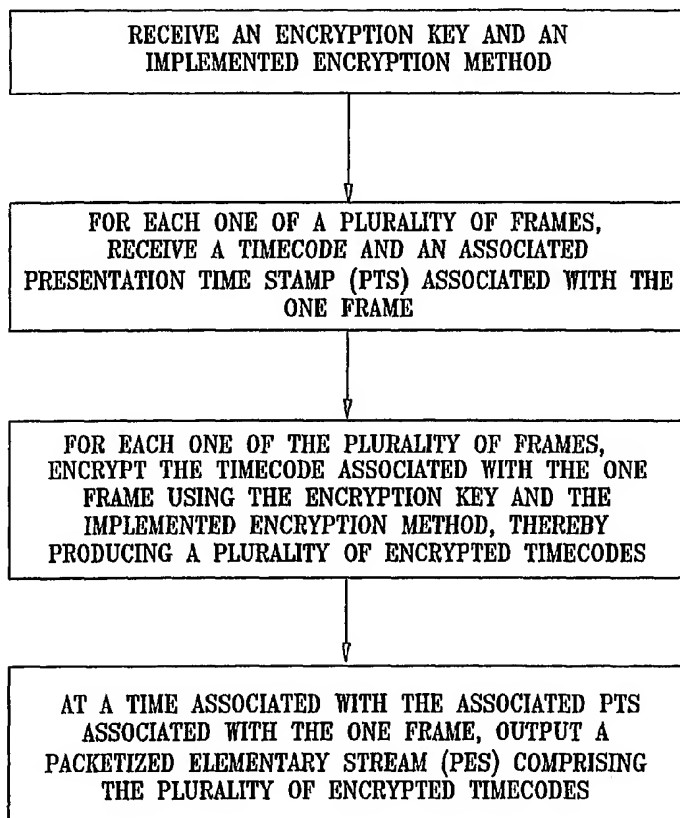 RECEIVE AN ENCRYPTION KEY AND AN
IMPLEMENTED ENCRYPTION METHOD
FOR EACH ONE OF A PLURALITY OF FRAMES,
RECEIVE A TIMECODE AND AN ASSOCIATED
PRESENTATION TIME STAMP (PTS) ASSOCIATED WITH THE
ONE FRAME
FOR EACH ONE OF THE PLURALITY OF FRAMES,
ENCRYPT THE TIMECODE ASSOCIATED WITH THE ONE
FRAME USING THE ENCRYPTION KEY AND THE
IMPLEMENTED ENCRYPTION METHOD, THEREBY
PRODUCING A PLURALITY OF ENCRYPTED TIMECODES
AT A TIME ASSOCIATED WITH THE ASSOCIATED PTS
ASSOCIATED WITH THE ONE FRAME, OUTPUT A
PACKETIZED ELEMENTARY STREAM (PES) COMPRISING
THE PLURALITY OF ENCRYPTED TIMECODES